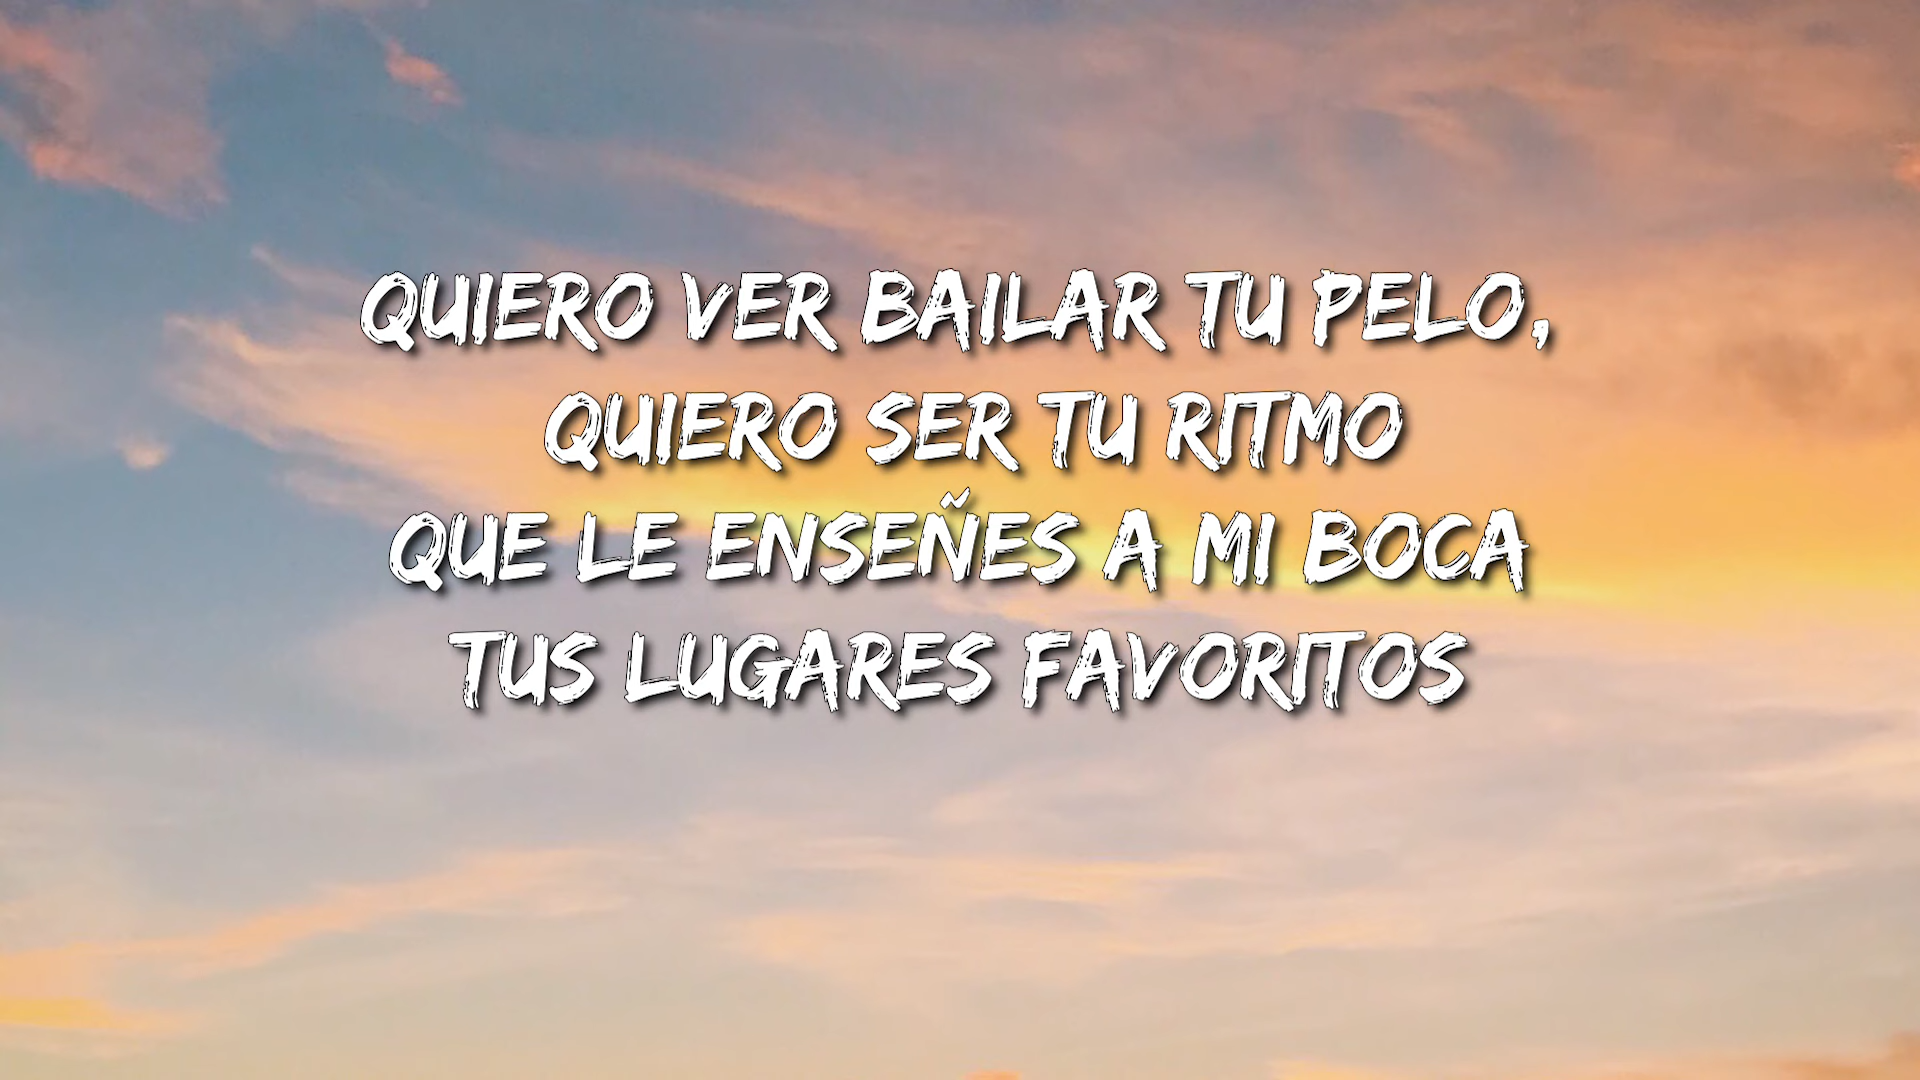 QUIERO VER BAILAR TU PELO,
QUIERO SER TU RITMO
QUE LE ENSEÑES A MI BOCA
TUS LUGARES FAVORITOS